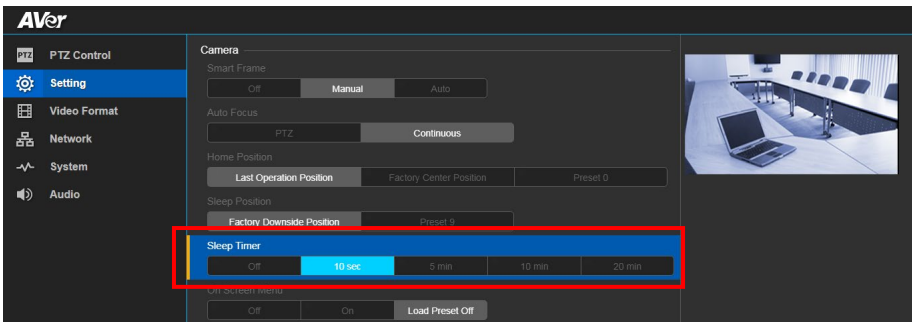 AVer
PTZ PTZ Control
Setting
Video Format
Network
System
Audio
Camera
Smart Frame
Off Manual Auto
Auto Focus
PTZ Continuous
Home Position
Last Operation Position Factory Center Position Preset 0
Sleep Position
Factory Downside Position Preset 9
Sleep Timer
Off 10 sec 5 min 10 min 20 min
On Screen Menu
Off On Load Preset Off